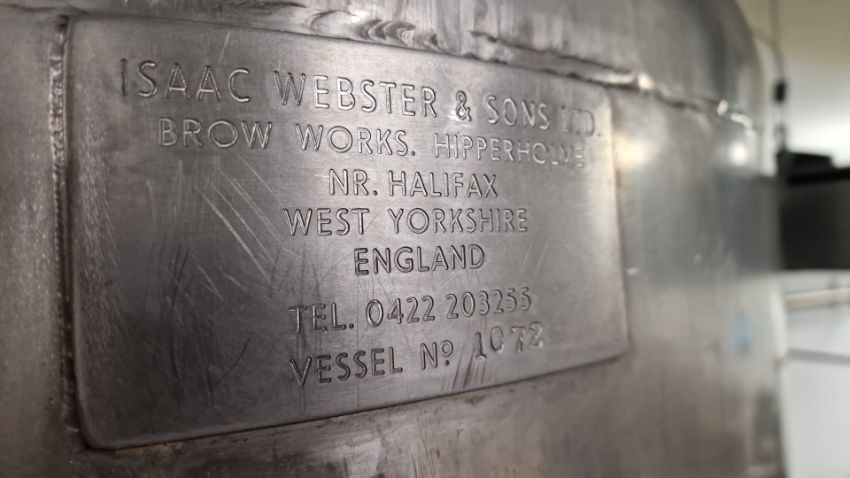 ISAAC WEBSTER & SONS LTD.
BROW WORKS. HIPPERHOLME
NR. HALIFAX
WEST YORKSHIRE
ENGLAND
TEL. 0422 203255
VESSEL Nº 1072